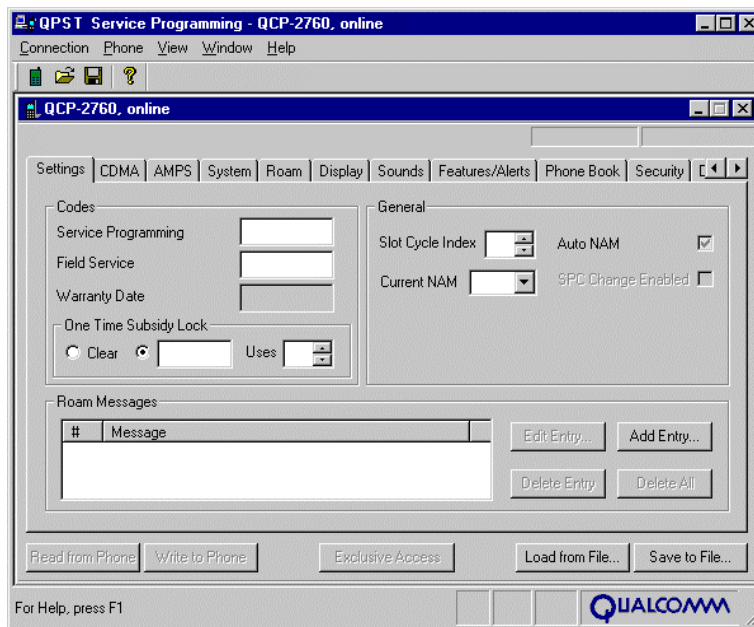 QPST Service Programming - QCP-2760, online
Connection Phone View Window Help
QCP-2760, online
Settings CDMA AMPS System Roam Display Sounds Features/Alerts Phone Book Security
Codes
Service Programming
Field Service
Warranty Date
One Time Subsidy Lock
Clear Uses
General
Slot Cycle Index Auto NAM
Current NAM SPC Change Enabled
Roam Messages
# Message
Edit Entry... Add Entry...
Delete Entry Delete All
Read from Phone Write to Phone Exclusive Access Load from File... Save to File...
For Help, press F1 QUALCOMM